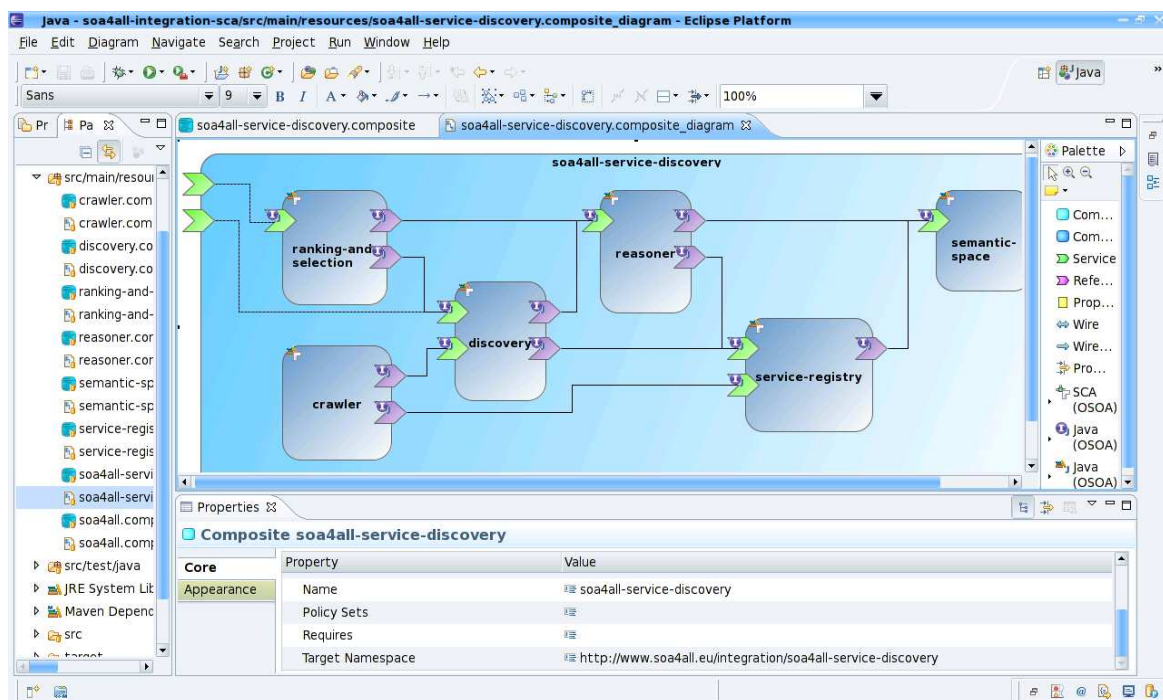 Java - soa4all-integration-sca/src/main/resources/soa4all-service-discovery.composite_diagram - Eclipse Platform
File Edit Diagram Navigate Search Project Run Window Help
Java
Sans 9 B I A 100%
Pr Pa soa4all-service-discovery.composite soa4all-service-discovery.composite_diagram
src/main/resou
crawler.com
crawler.com
discovery.co
discovery.co
ranking-and-
ranking-and-
reasoner.cor
reasoner.cor
semantic-sp
semantic-sp
service-regis
service-regis
soa4all-servi
soa4all-servi
soa4all.comp
soa4all.comp
src/test/java
JRE System Lib
Maven Depend
src
target
soa4all-service-discovery
ranking-and-
selection
reasoner
semantic-
space
discovery
crawler
service-registry
Palette
Com...
Com...
Service
Refe...
Prop...
Wire
Wire...
Pro...
SCA
(OSOA)
Java
(OSOA)
Java
(OSOA)
Properties
Composite soa4all-service-discovery
Core
Appearance
Property Value
Name soa4all-service-discovery
Policy Sets
Requires
Target Namespace http://www.soa4all.eu/integration/soa4all-service-discovery